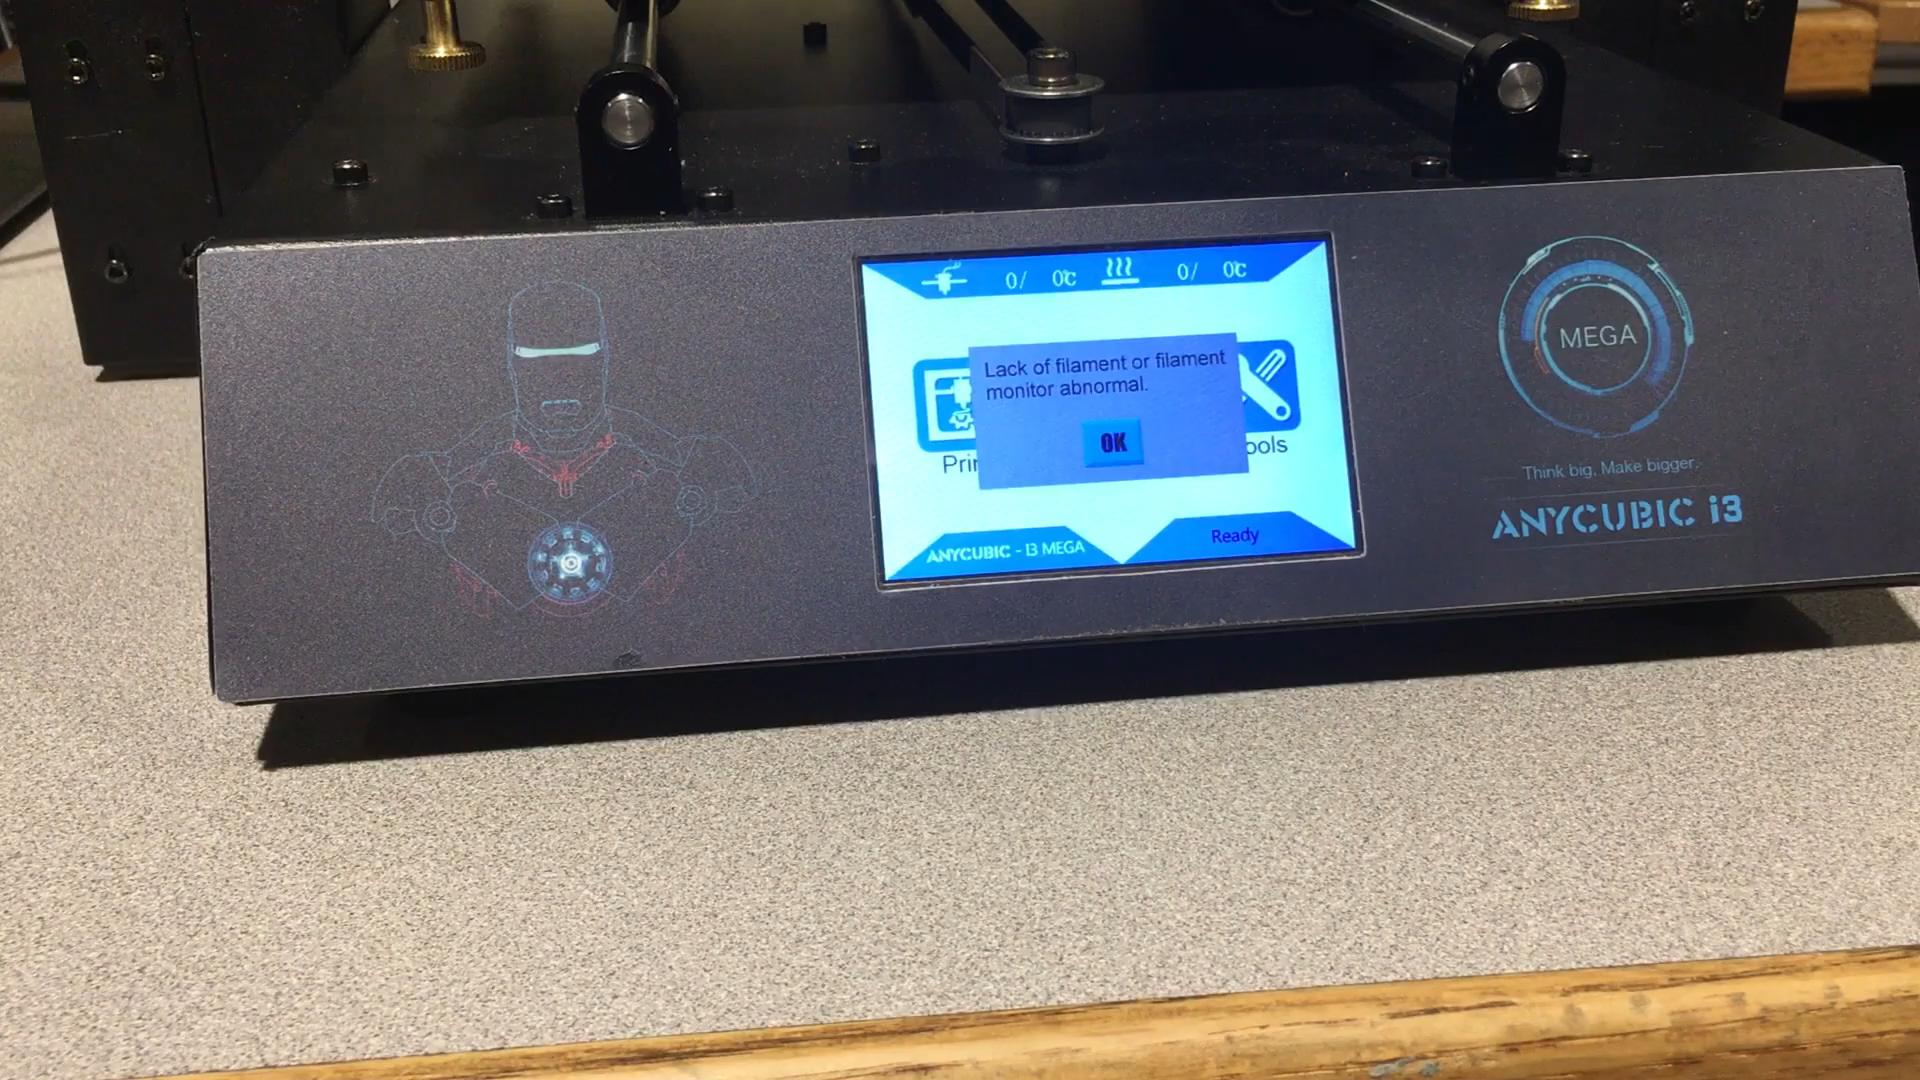 0/ 0℃ 0/ 0℃
Lack of filament or filament
monitor abnormal.
OK
Prin
ools
ANYCUBIC - I3 MEGA
Ready
MEGA
Think big. Make bigger.
ANYCUBIC i3